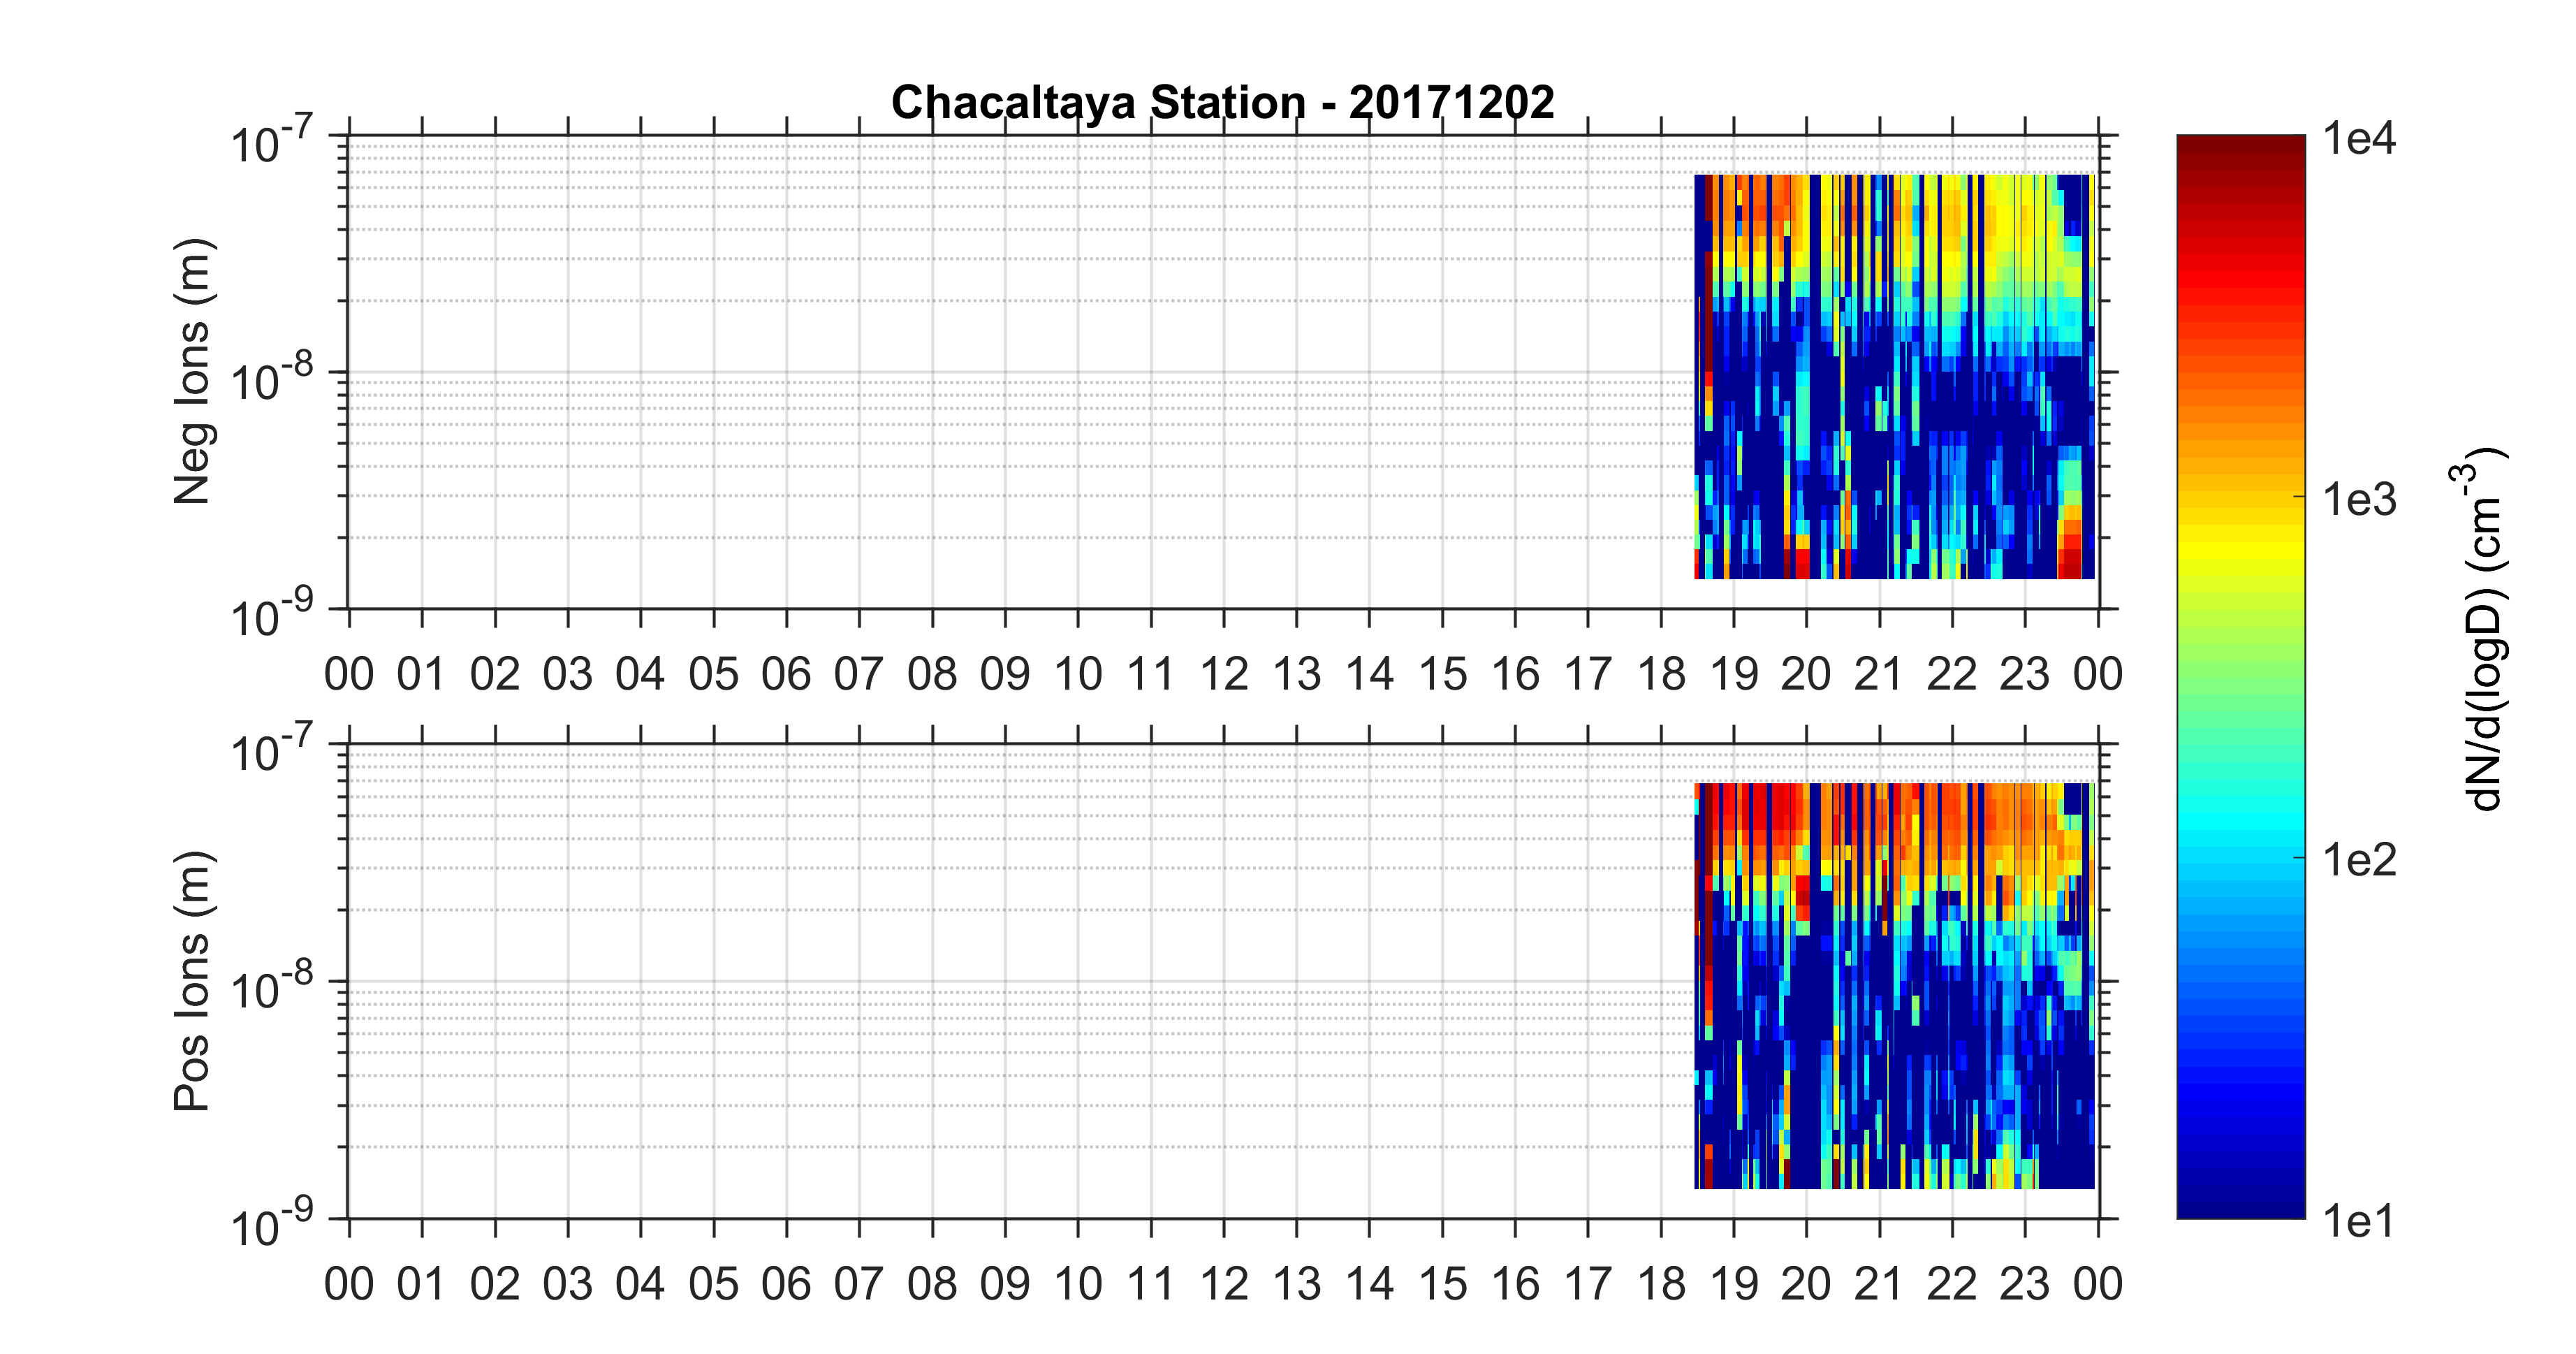 Chacaltaya Station - 20171202
Neg Ions (m)
10^-7
10^-8
10^-9
00 01 02 03 04 05 06 07 08 09 10 11 12 13 14 15 16 17 18 19 20 21 22 23 00
Pos Ions (m)
10^-7
10^-8
10^-9
00 01 02 03 04 05 06 07 08 09 10 11 12 13 14 15 16 17 18 19 20 21 22 23 00
1e4
1e3
1e2
1e1
dN/d(logD) (cm^-3)